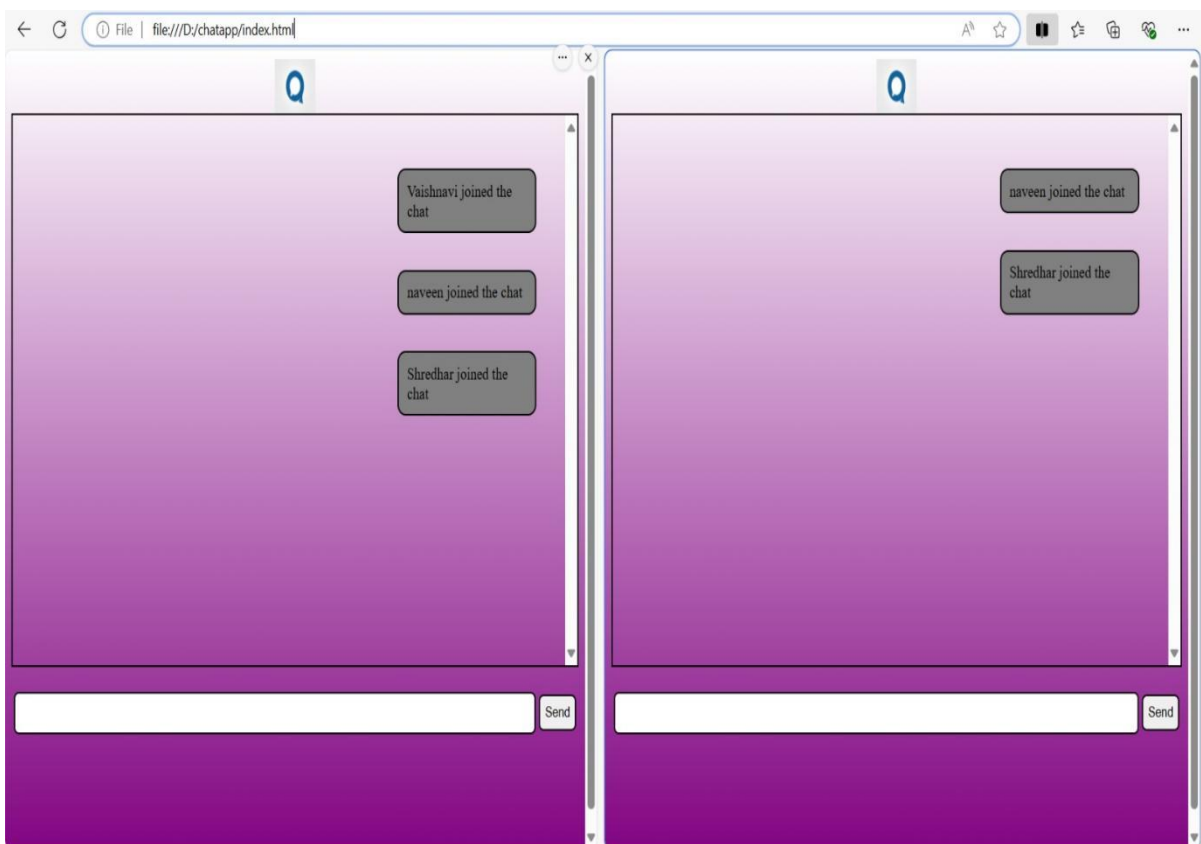 File | file:///D:/chatapp/index.html
Vaishnavi joined the
chat
naveen joined the chat
Shredhar joined the
chat
Send
naveen joined the chat
Shredhar joined the
chat
Send